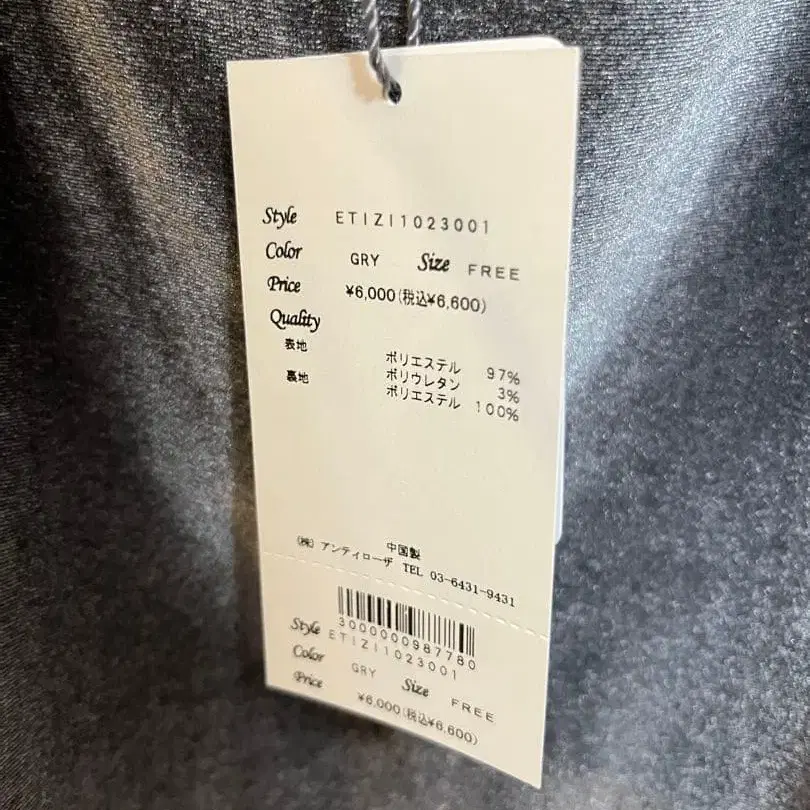 Style ETIZI1023001
Color GRY Size FREE
Price ¥6,000(税込¥6,600)
Quality
表地 ポリエステル 97%
ポリウレタン 3%
裏地 ポリエステル 100%
中国製
(株) アンティローザ TEL 03-6431-9431
3000000987780
Style ETIZI1023001
Color GRY Size FREE
Price ¥6,000(税込¥6,600)